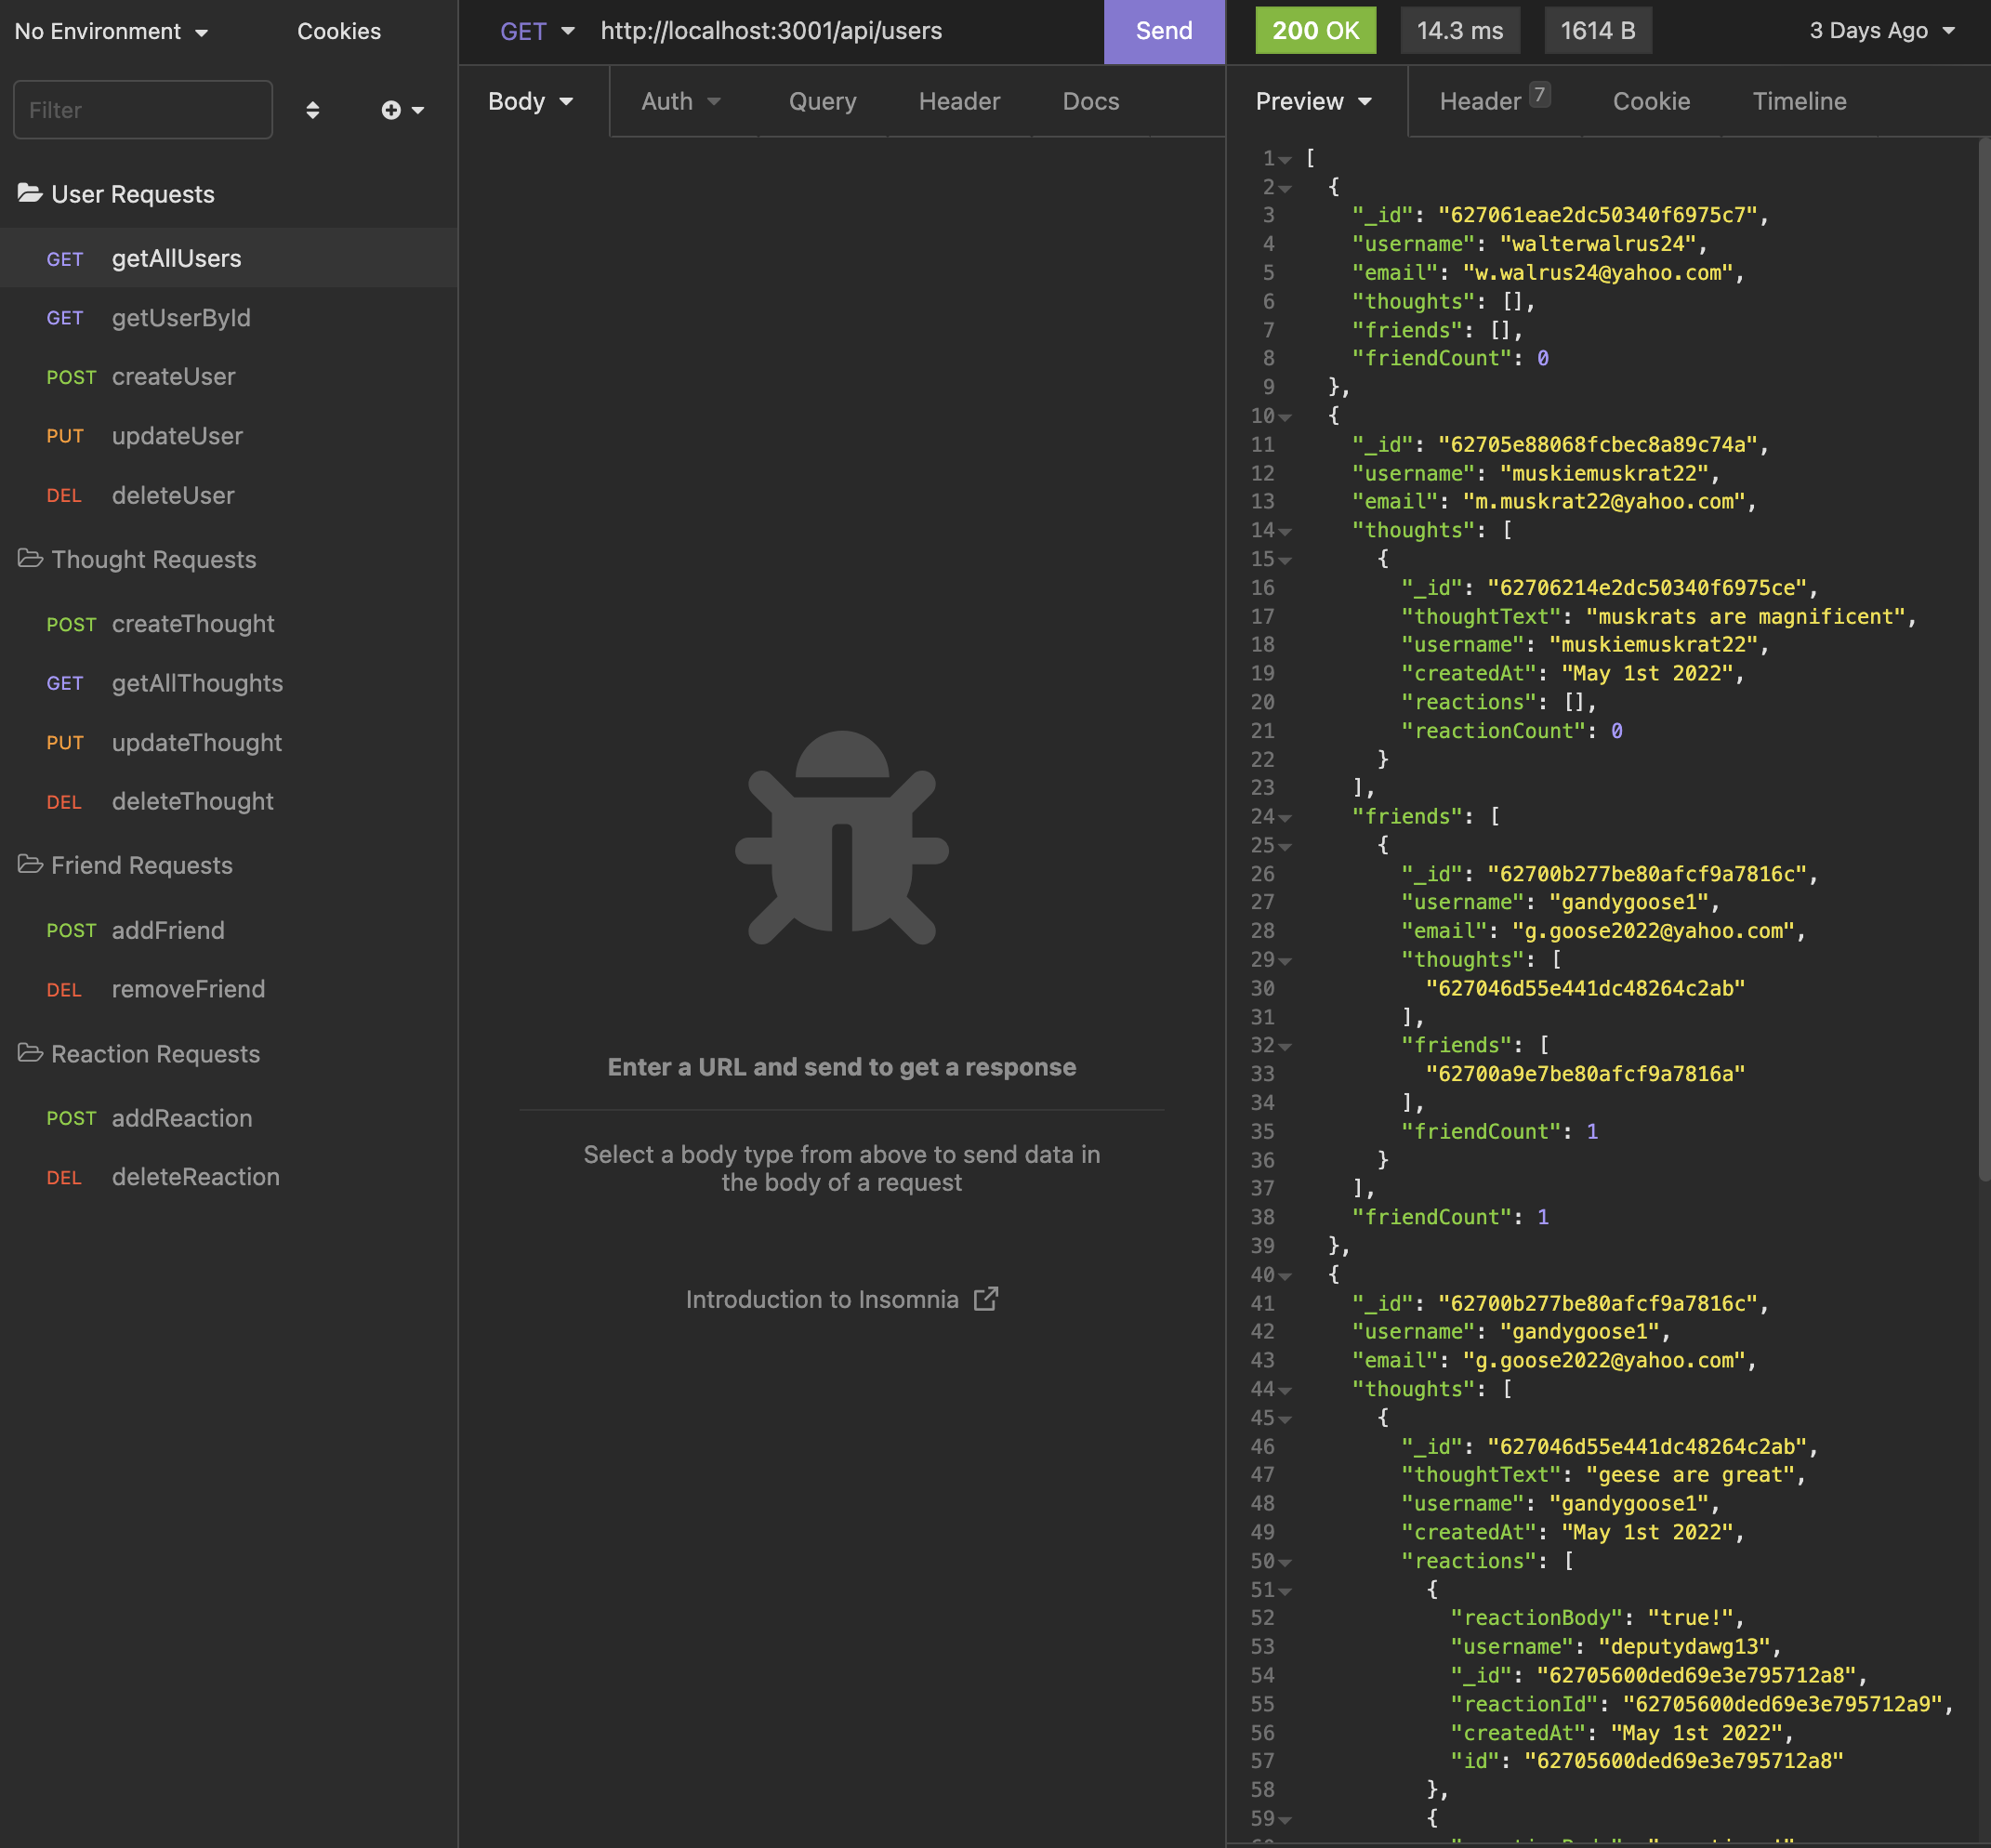 No Environment
Cookies
Filter
User Requests
GET getAllUsers
GET getUserById
POST createUser
PUT updateUser
DEL deleteUser
Thought Requests
POST createThought
GET getAllThoughts
PUT updateThought
DEL deleteThought
Friend Requests
POST addFriend
DEL removeFriend
Reaction Requests
POST addReaction
DEL deleteReaction
GET http://localhost:3001/api/users Send
Body Auth Query Header Docs
Enter a URL and send to get a response
Select a body type from above to send data in
the body of a request
Introduction to Insomnia
200 OK 14.3 ms 1614 B 3 Days Ago
Preview Header 7 Cookie Timeline
1 [
2 {
3 "_id": "627061eae2dc50340f6975c7",
4 "username": "walterwalrus24",
5 "email": "w.walrus24@yahoo.com",
6 "thoughts": [],
7 "friends": [],
8 "friendCount": 0
9 },
10 {
11 "_id": "62705e88068fcbec8a89c74a",
12 "username": "muskiemuskrat22",
13 "email": "m.muskrat22@yahoo.com",
14 "thoughts": [
15 {
16 "_id": "62706214e2dc50340f6975ce",
17 "thoughtText": "muskrats are magnificent",
18 "username": "muskiemuskrat22",
19 "createdAt": "May 1st 2022",
20 "reactions": [],
21 "reactionCount": 0
22 }
23 ],
24 "friends": [
25 {
26 "_id": "62700b277be80afcf9a7816c",
27 "username": "gandygoose1",
28 "email": "g.goose2022@yahoo.com",
29 "thoughts": [
30 "627046d55e441dc48264c2ab"
31 ],
32 "friends": [
33 "62700a9e7be80afcf9a7816a"
34 ],
35 "friendCount": 1
36 }
37 ],
38 "friendCount": 1
39 },
40 {
41 "_id": "62700b277be80afcf9a7816c",
42 "username": "gandygoose1",
43 "email": "g.goose2022@yahoo.com",
44 "thoughts": [
45 {
46 "_id": "627046d55e441dc48264c2ab",
47 "thoughtText": "geese are great",
48 "username": "gandygoose1",
49 "createdAt": "May 1st 2022",
50 "reactions": [
51 {
52 "reactionBody": "true!",
53 "username": "deputydawg13",
54 "_id": "62705600ded69e3e795712a8",
55 "reactionId": "62705600ded69e3e795712a9",
56 "createdAt": "May 1st 2022",
57 "id": "62705600ded69e3e795712a8"
58 },
59 {